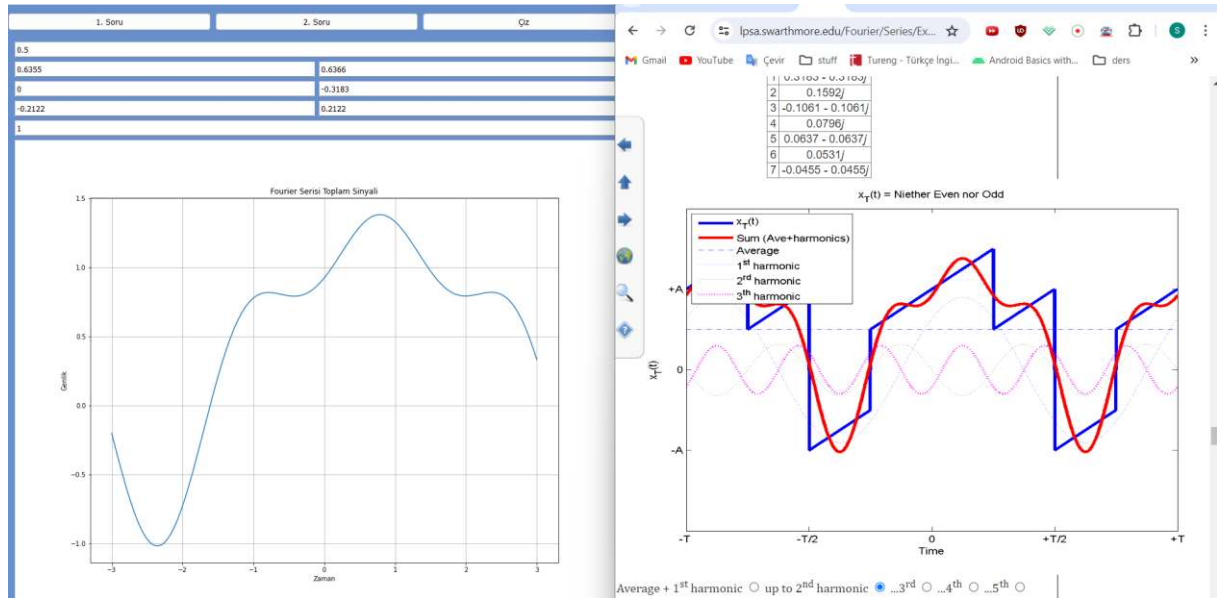 1. Soru
2. Soru
Çiz
0.5
0.6355
0.6366
0
-0.3183
-0.2122
0.2122
1
Fourier Serisi Toplam Sinyali
1.5
1.0
0.5
0.0
−0.5
−1.0
Genlik
−3 −2 −1 0 1 2 3
Zaman
lpsa.swarthmore.edu/Fourier/Series/Ex...
S
Gmail YouTube Çevir stuff Tureng - Türkçe İngi... Android Basics with... ders »
1 0.3183 - 0.3183j
2 0.1592j
3 -0.1061 - 0.1061j
4 0.0796j
5 0.0637 - 0.0637j
6 0.0531j
7 -0.0455 - 0.0455j
xT(t) = Niether Even nor Odd
xT(t)
Sum (Ave+harmonics)
Average
1st harmonic
2rd harmonic
3th harmonic
+A
0
-A
xT(t)
-T -T/2 0 +T/2 +T
Time
Average + 1st harmonic up to 2nd harmonic ...3rd ...4th ...5th